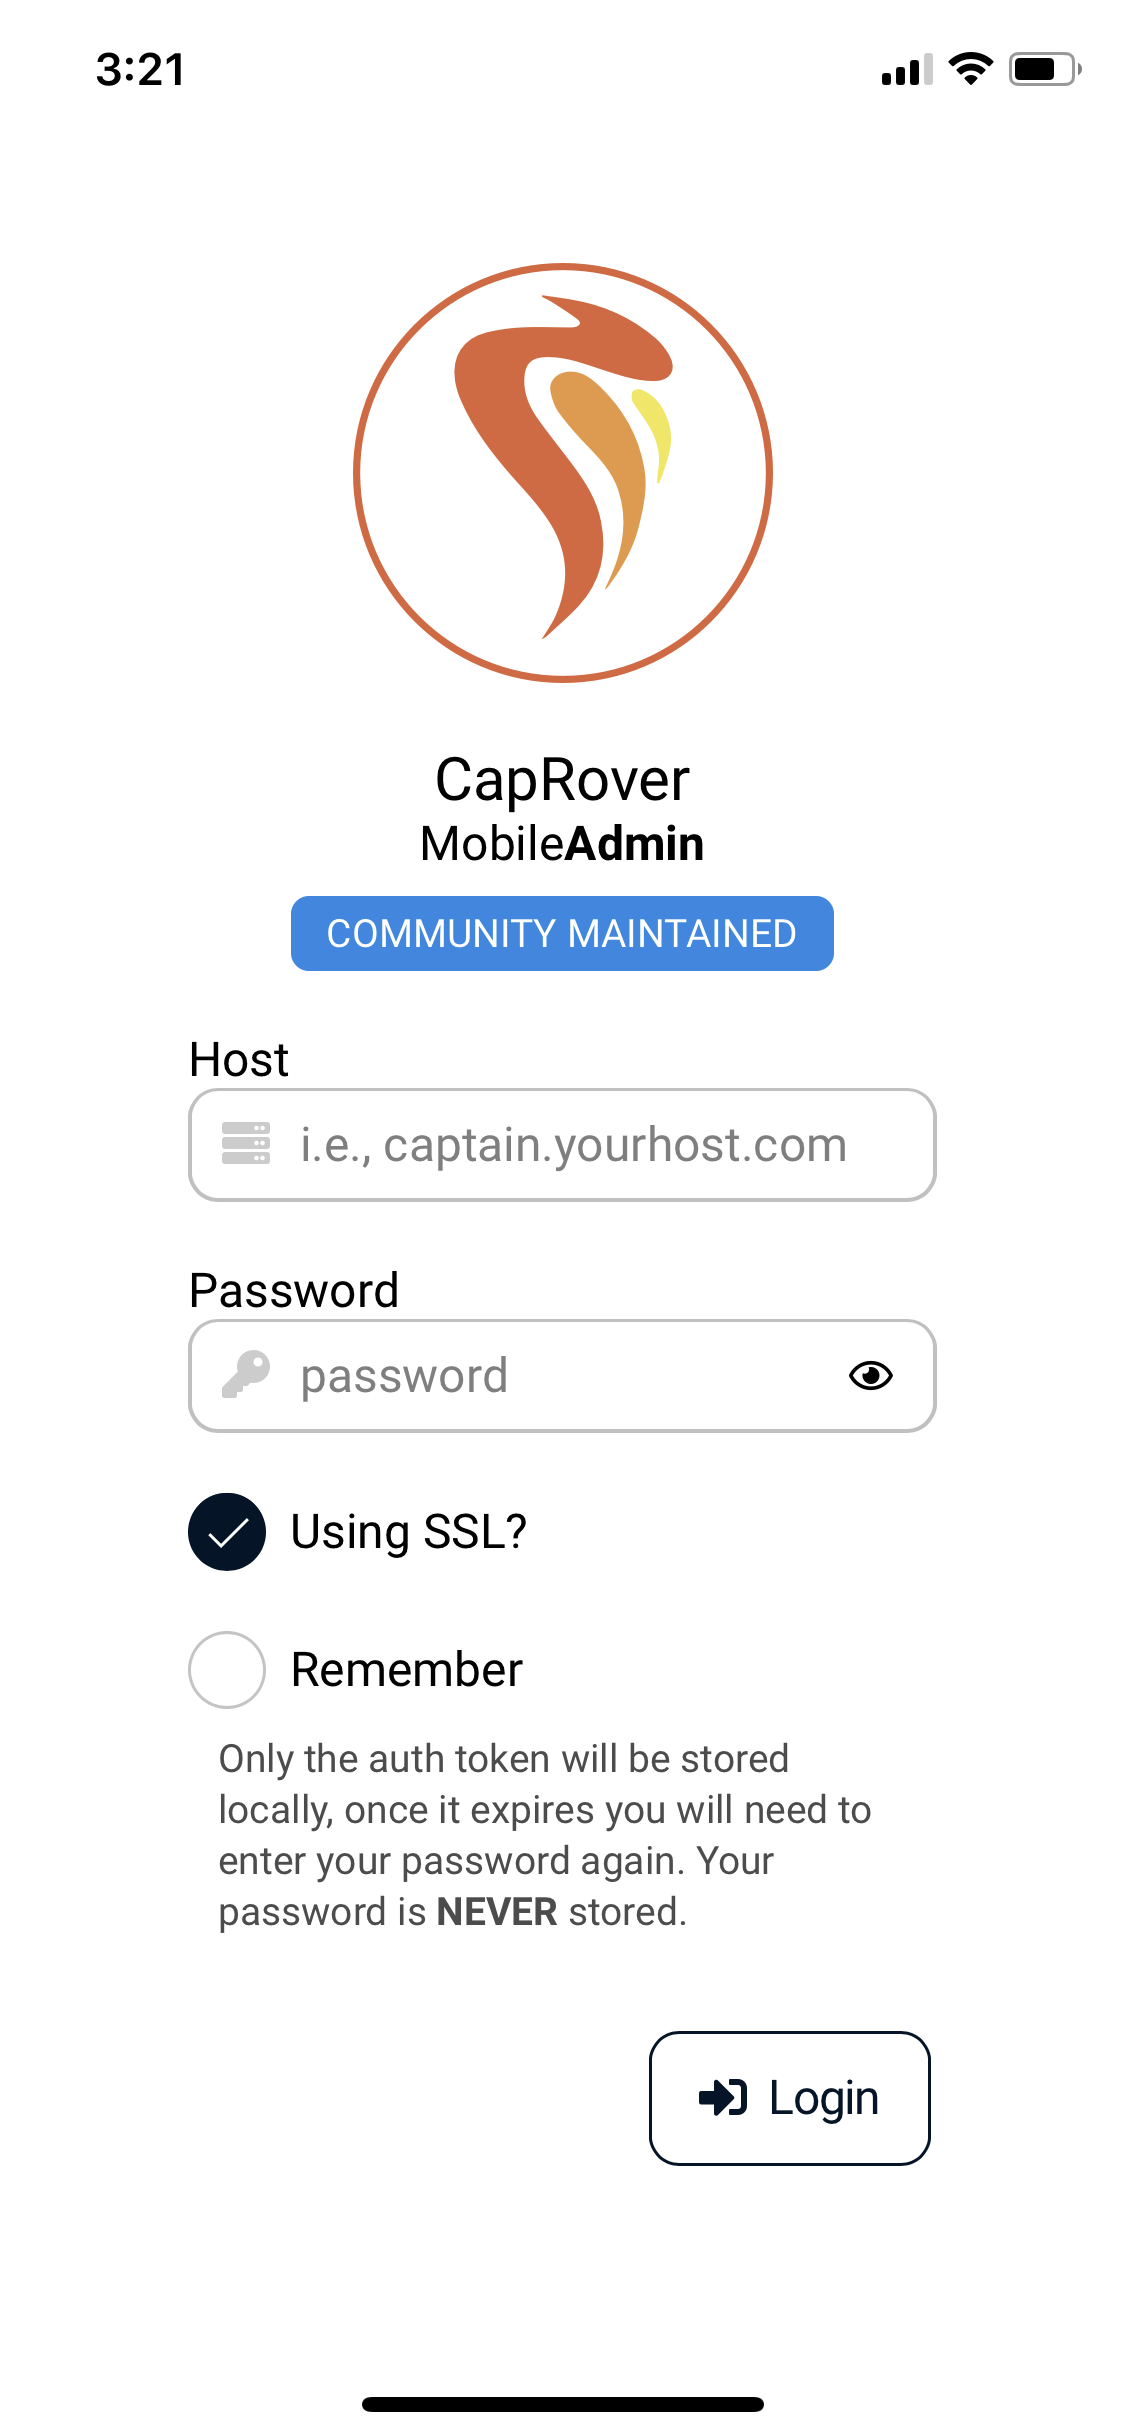 3:21
CapRover
MobileAdmin
COMMUNITY MAINTAINED
Host
i.e., captain.yourhost.com
Password
password
Using SSL?
Remember
Only the auth token will be stored
locally, once it expires you will need to
enter your password again. Your
password is NEVER stored.
Login